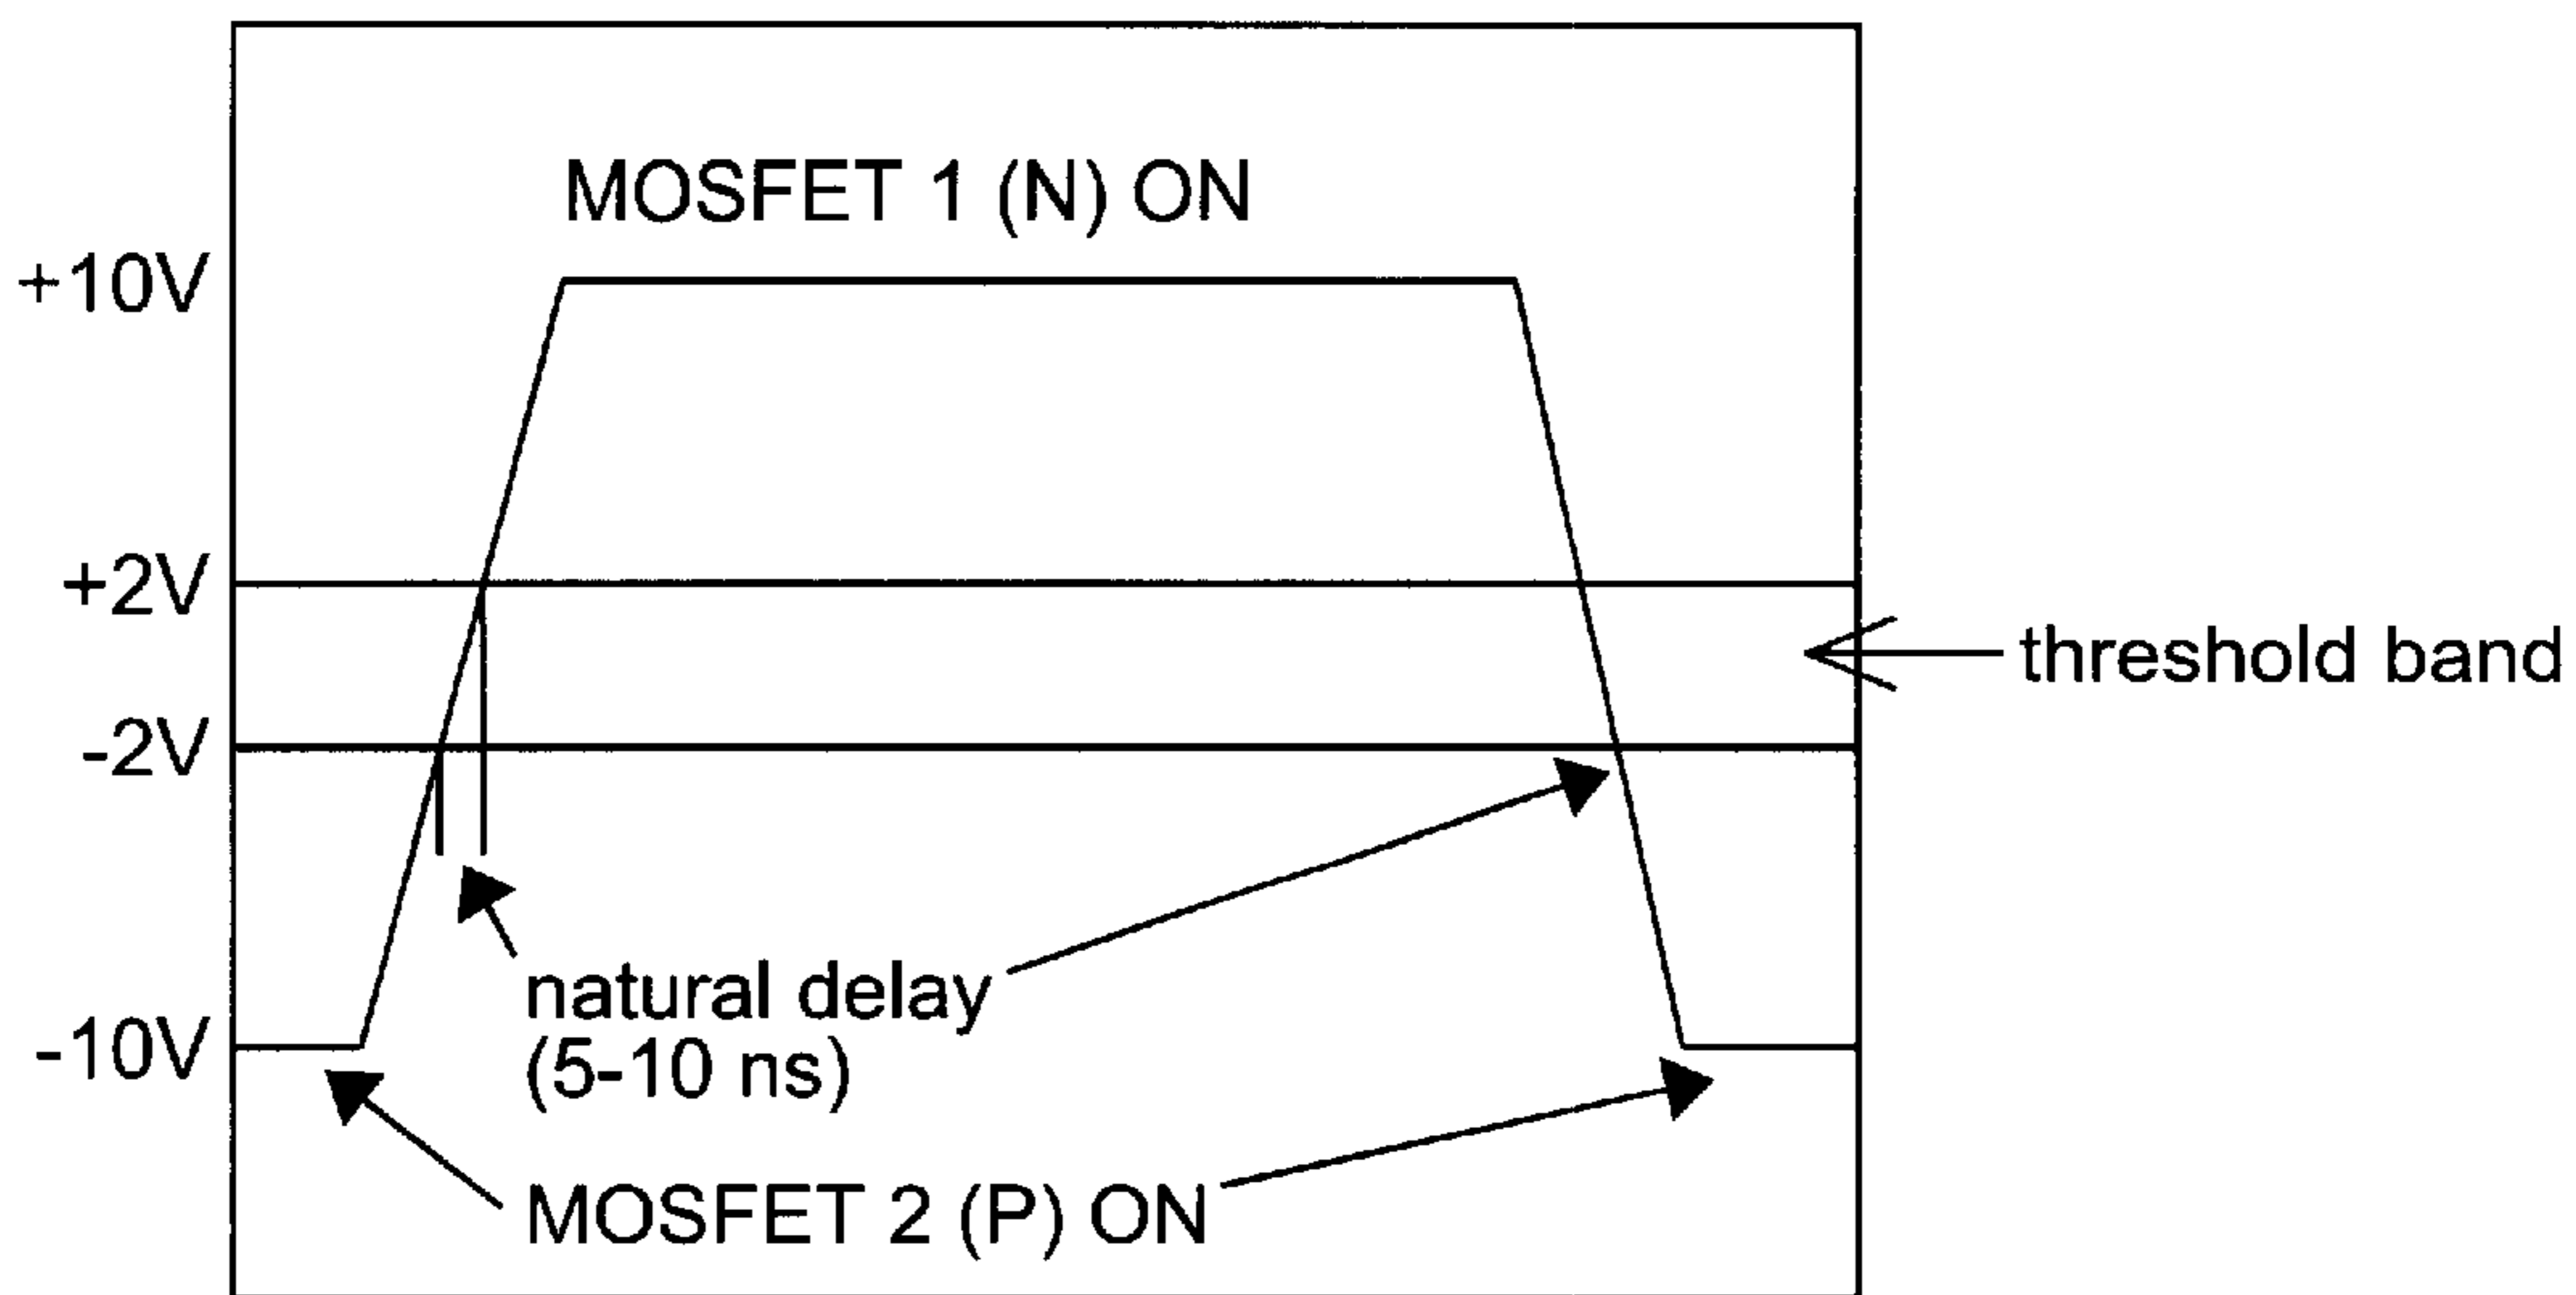 MOSFET 1 (N) ON
+10V
+2V
threshold band
-2V
natural delay
(5-10 ns)
-10V
MOSFET 2 (P) ON